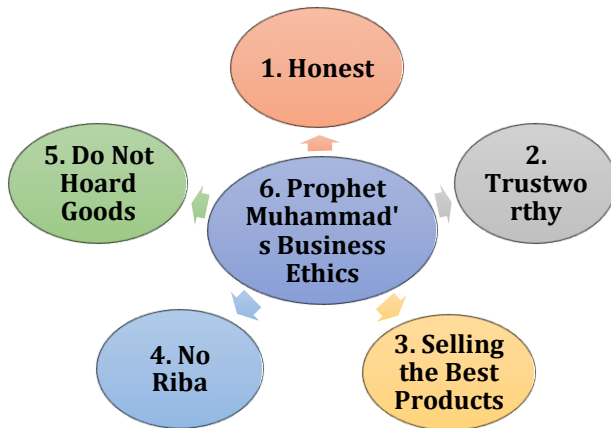 1. Honest
2.
Trustwo
rthy
3. Selling
the Best
Products
4. No
Riba
5. Do Not
Hoard
Goods
6. Prophet
Muhammad'
s Business
Ethics